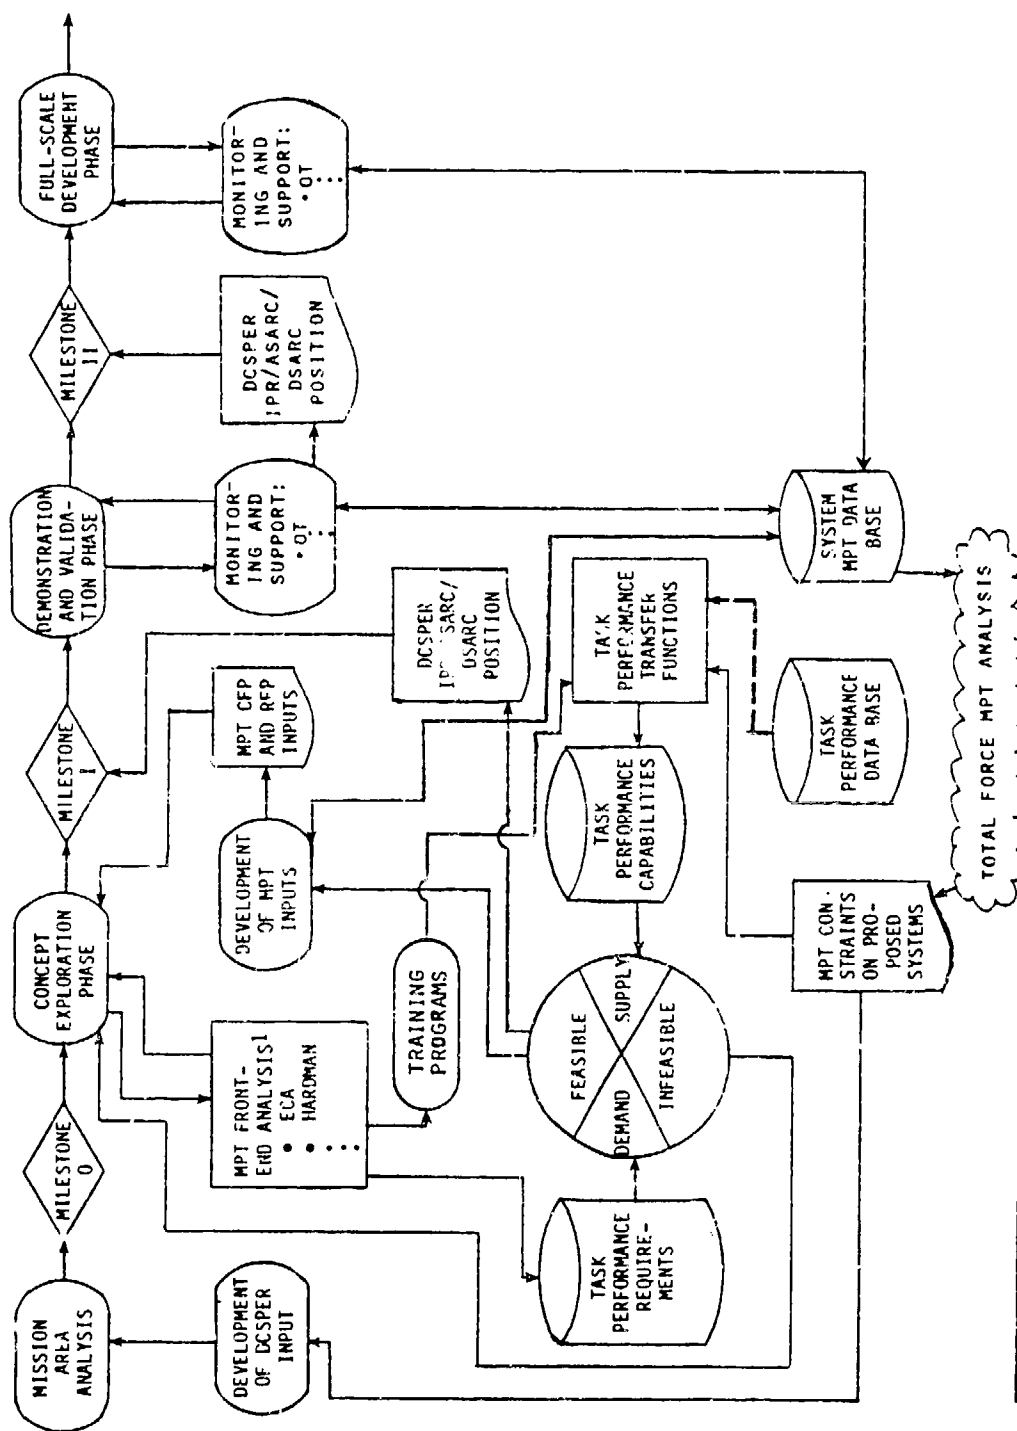 MISSION
AREA
ANALYSIS
MILESTONE
0
CONCEPT
EXPLORATION
PHASE
MILESTONE
I
DEMONSTRATION
AND VALIDA-
TION PHASE
MILESTONE
II
FULL-SCALE
DEVELOPMENT
PHASE
DEVELOPMENT
OF DCSPER
INPUT
MPT FRONT-
END ANALYSIS1
• ECA
• HARDMAN
DEVELOPMENT
OF MPT
INPUTS
MPT CFP
AND RFP
INPUTS
MONITOR-
ING AND
SUPPORT:
• OT
DCSPER
IPR/ASARC/
DSARC
POSITION
MONITOR-
ING AND
SUPPORT:
• OT
TRAINING
PROGRAMS
DCSPER
DSARC
POSITION
TASK
PERFORMANCE
REQUIRE-
MENTS
FEASIBLE
DEMAND
SUPPLY
INFEASIBLE
TASK
PERFORMANCE
CAPABILITIES
TASK
PERFORMANCE
TRANSFER
FUNCTIONS
MPT CON-
STRAINTS
ON PRO-
POSED
SYSTEMS
TASK
PERFORMANCE
DATA BASE
SYSTEM
MPT DATA
BASE
TOTAL FORCE MPT ANALYSIS